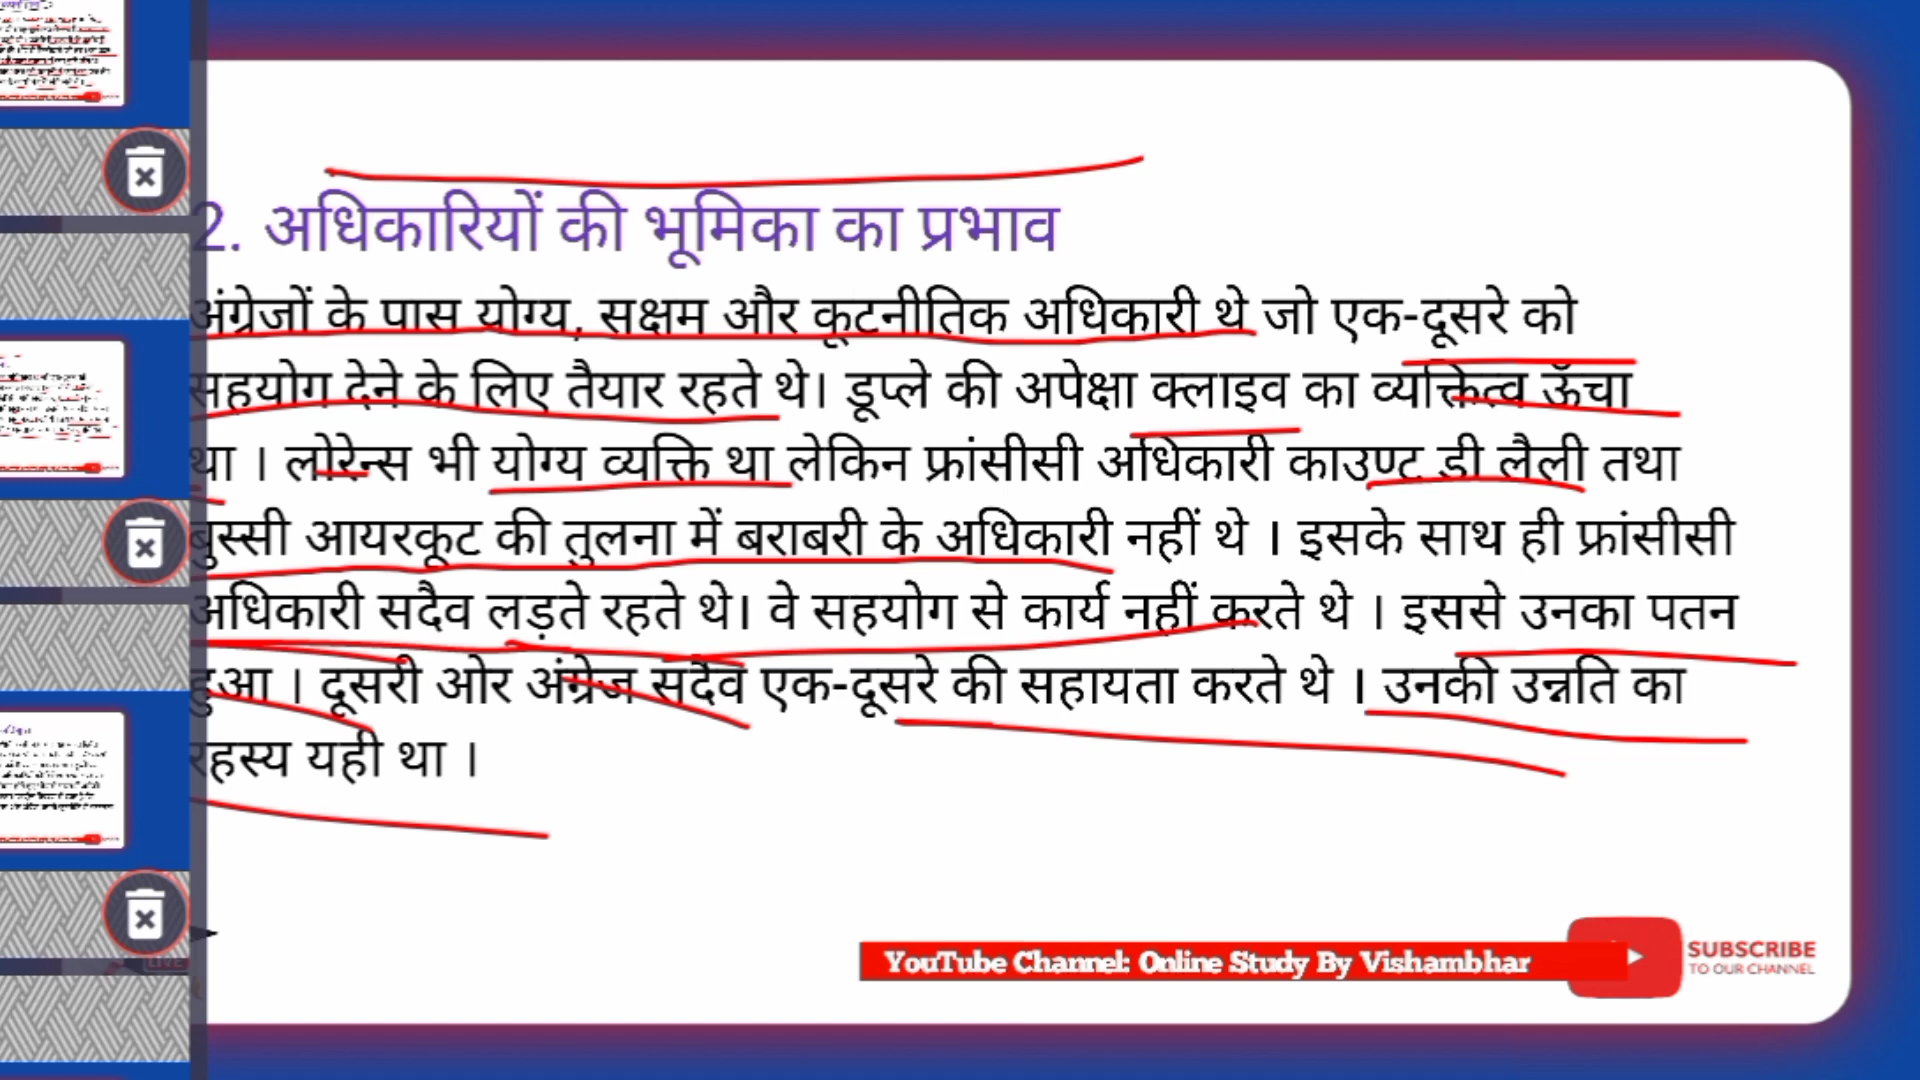 2. अधिकारियों की भूमिका का प्रभाव
अंग्रेजों के पास योग्य, सक्षम और कूटनीतिक अधिकारी थे जो एक-दूसरे को
सहयोग देने के लिए तैयार रहते थे। डूप्ले की अपेक्षा क्लाइव का व्यक्तित्व ऊँचा
था । लोरेन्स भी योग्य व्यक्ति था लेकिन फ्रांसीसी अधिकारी काउण्ट डी लैली तथा
बुस्सी आयरकूट की तुलना में बराबरी के अधिकारी नहीं थे । इसके साथ ही फ्रांसीसी
अधिकारी सदैव लड़ते रहते थे। वे सहयोग से कार्य नहीं करते थे । इससे उनका पतन
हुआ । दूसरी ओर अंग्रेज सदैव एक-दूसरे की सहायता करते थे । उनकी उन्नति का
रहस्य यही था ।
YouTube Channel: Online Study By Vishambhar
SUBSCRIBE
TO OUR CHANNEL